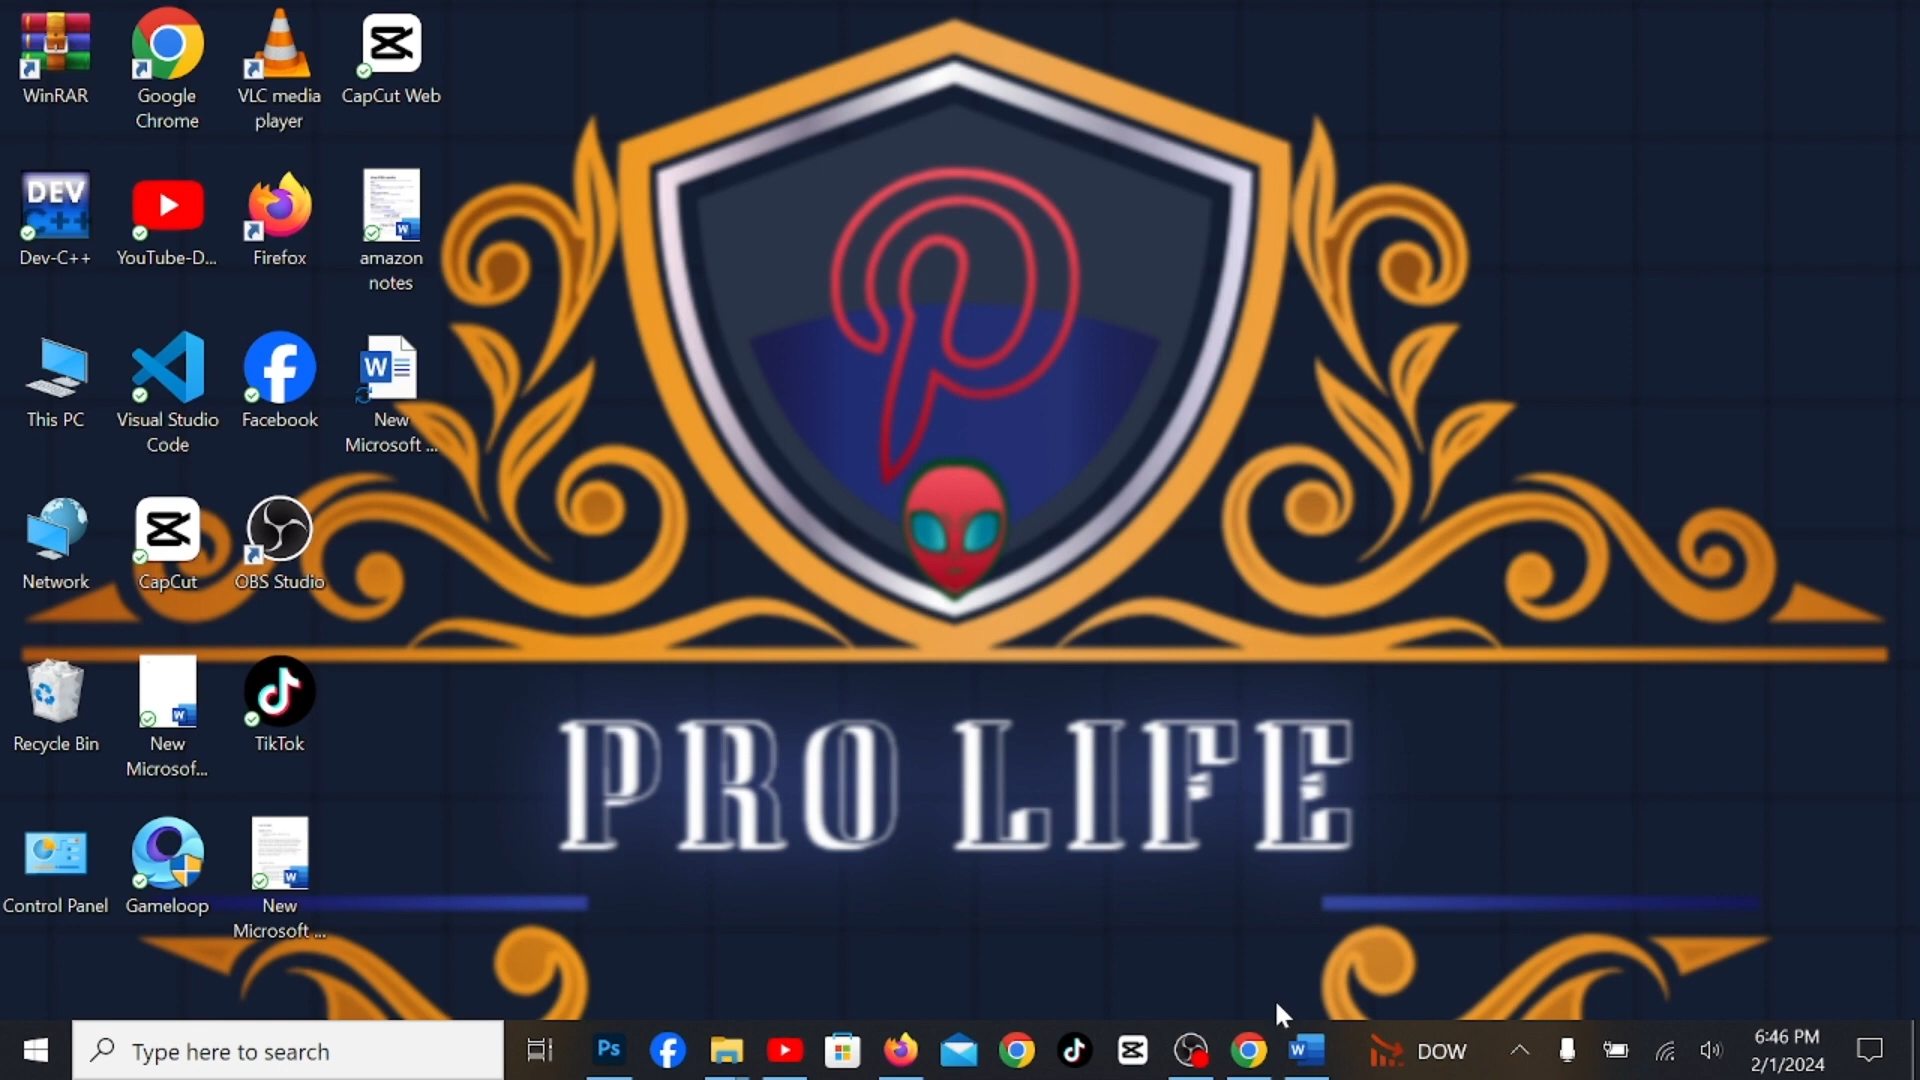 WinRAR
Google
Chrome
VLC media
player
CapCut Web
DEV
C++
Dev-C++
YouTube-D...
Firefox
amazon
notes
This PC
Visual Studio
Code
Facebook
W
New
Microsoft ...
Network
CapCut
OBS Studio
Recycle Bin
W
New
Microsof...
TikTok
Control Panel
Gameloop
W
New
Microsoft ...
PRO LIFE
Type here to search
Ps
W
DOW
6:46 PM
2/1/2024